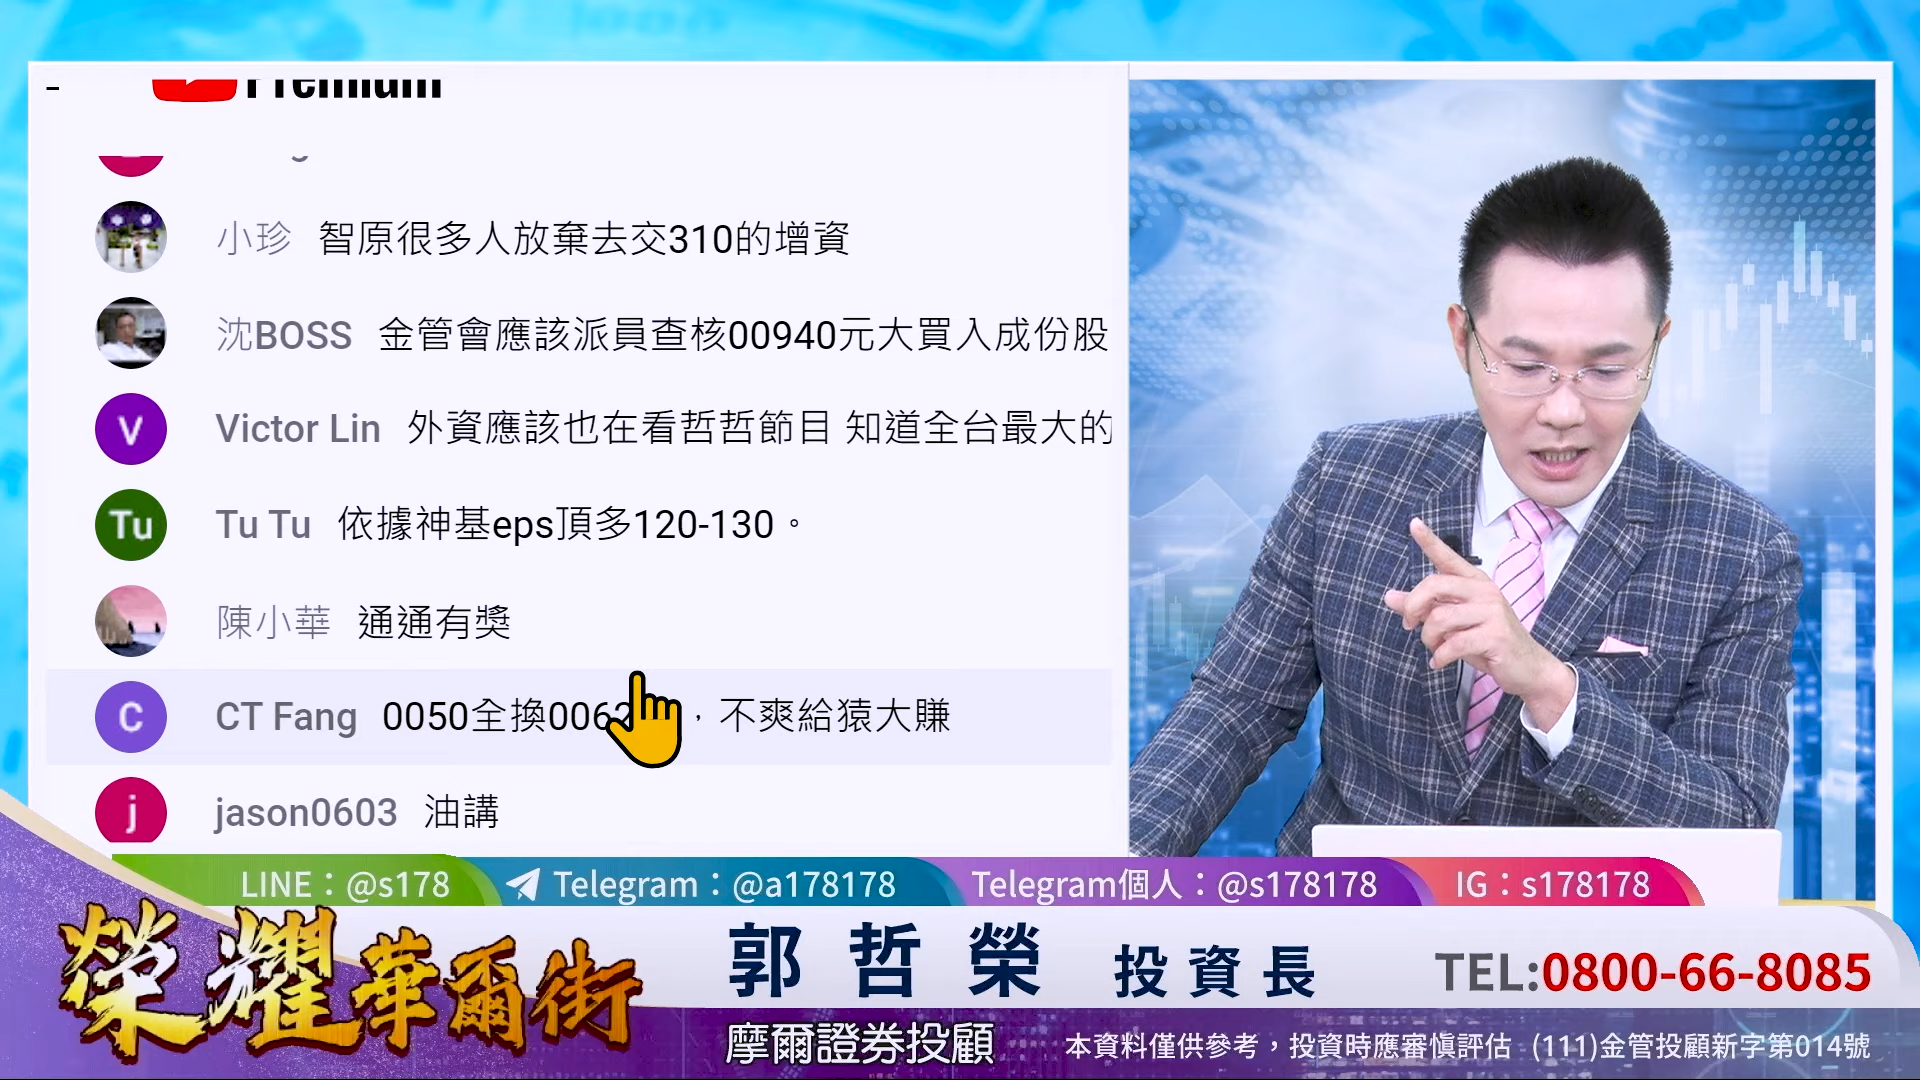 Premium
小珍 智原很多人放棄去交310的增資
沈BOSS 金管會應該派員查核00940元大買入成份股
V Victor Lin 外資應該也在看哲哲節目 知道全台最大的
Tu Tu Tu 依據神基eps頂多120-130。
陳小華 通通有獎
C CT Fang 0050全換006 ，不爽給猿大賺
j jason0603 油講
LINE：@s178 Telegram：@a178178 Telegram個人：@s178178 IG：s178178
榮耀華爾街
郭哲榮 投資長
TEL:0800-66-8085
摩爾證券投顧
本資料僅供參考，投資時應審慎評估 (111)金管投顧新字第014號